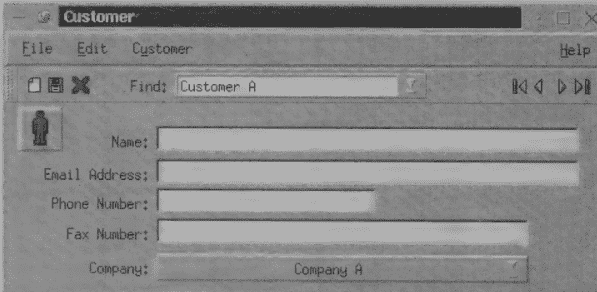 Customer
File Edit Customer Help
Find: Customer A
Name:
Email Address:
Phone Number:
Fax Number:
Company: Company A